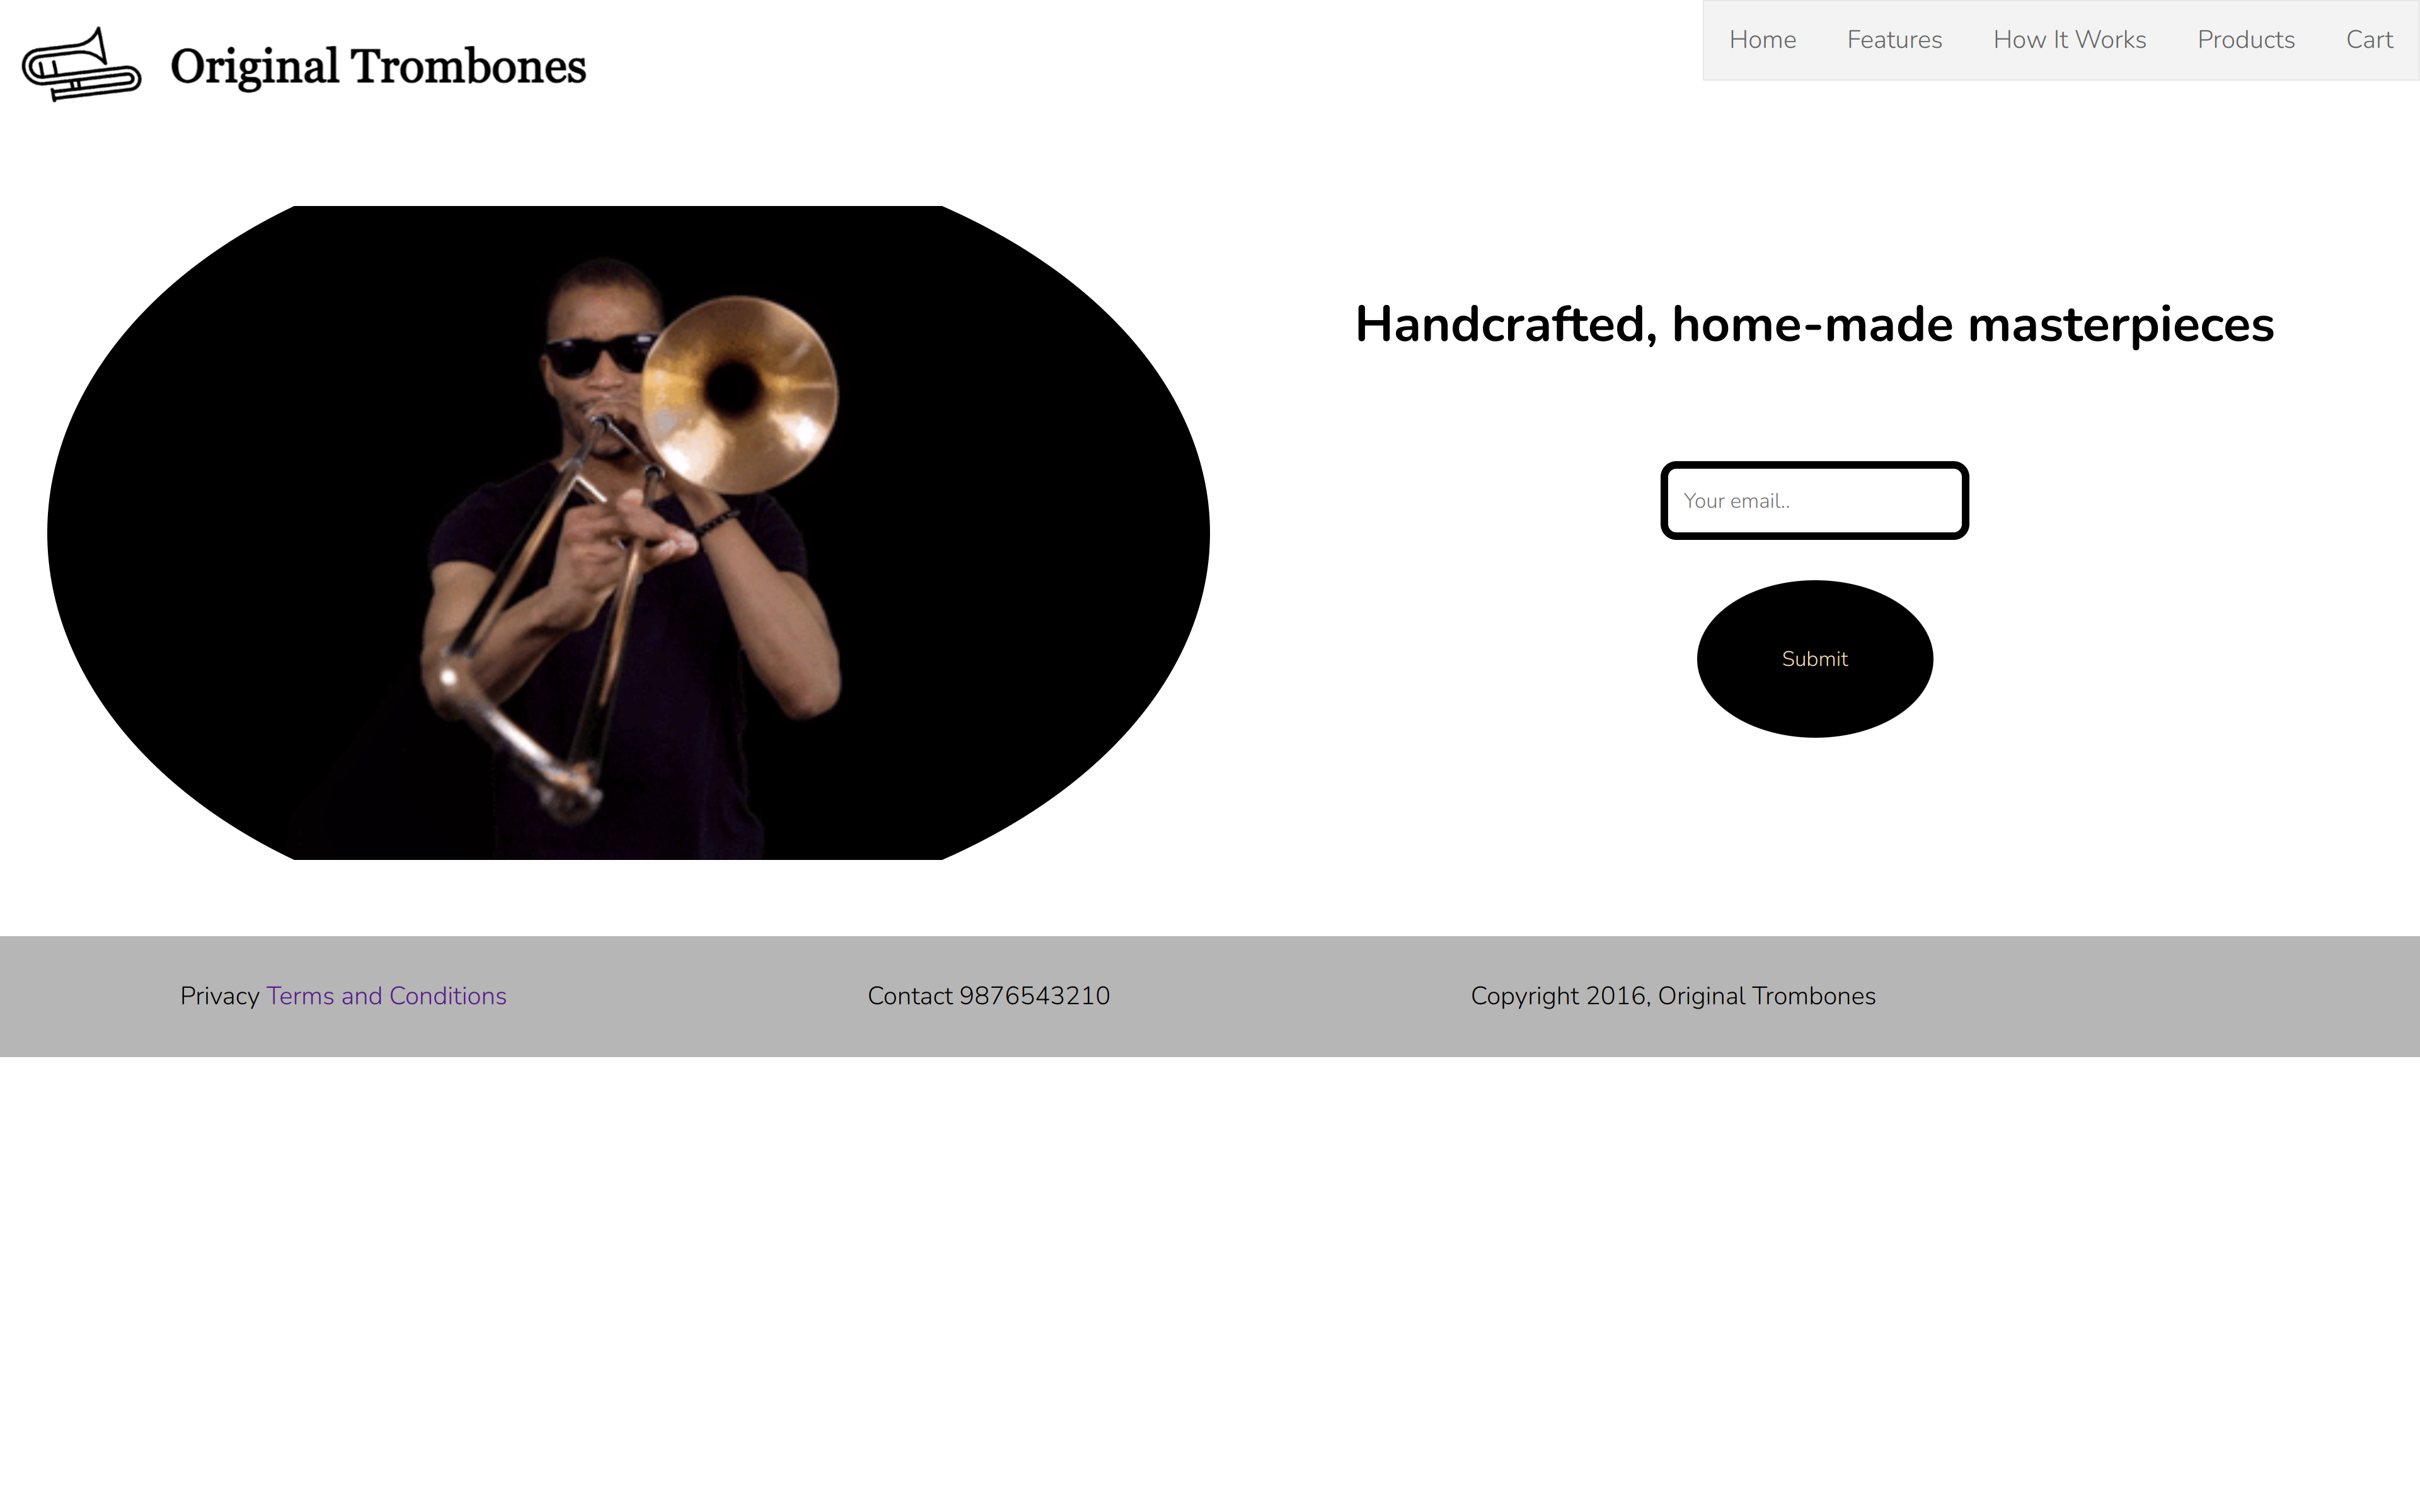 Original Trombones
Home Features How It Works Products Cart
Handcrafted, home-made masterpieces
Your email..
Submit
Privacy Terms and Conditions
Contact 9876543210
Copyright 2016, Original Trombones